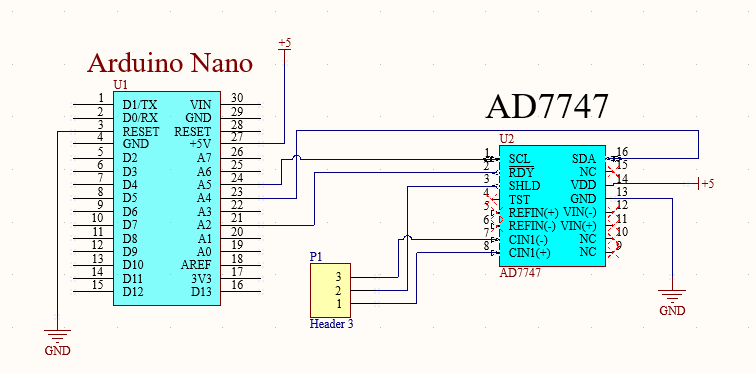 +5
Arduino Nano
U1
1 D1/TX VIN 30
2 D0/RX GND 29
3 RESET RESET 28
4 GND +5V 27
5 D2 A7 26
6 D3 A6 25
7 D4 A5 24
8 D5 A4 23
9 D6 A3 22
10 D7 A2 21
11 D8 A1 20
12 D9 A0 19
13 D10 AREF 18
14 D11 3V3 17
15 D12 D13 16
GND
P1
3
2
1
Header 3
AD7747
U2
1 SCL SDA 16
2 RDY NC 15
3 SHLD VDD 14
4 TST GND 13
5 REFIN(+) VIN(-) 12
6 REFIN(-) VIN(+) 11
7 CIN1(-) NC 10
8 CIN1(+) NC 9
AD7747
+5
GND